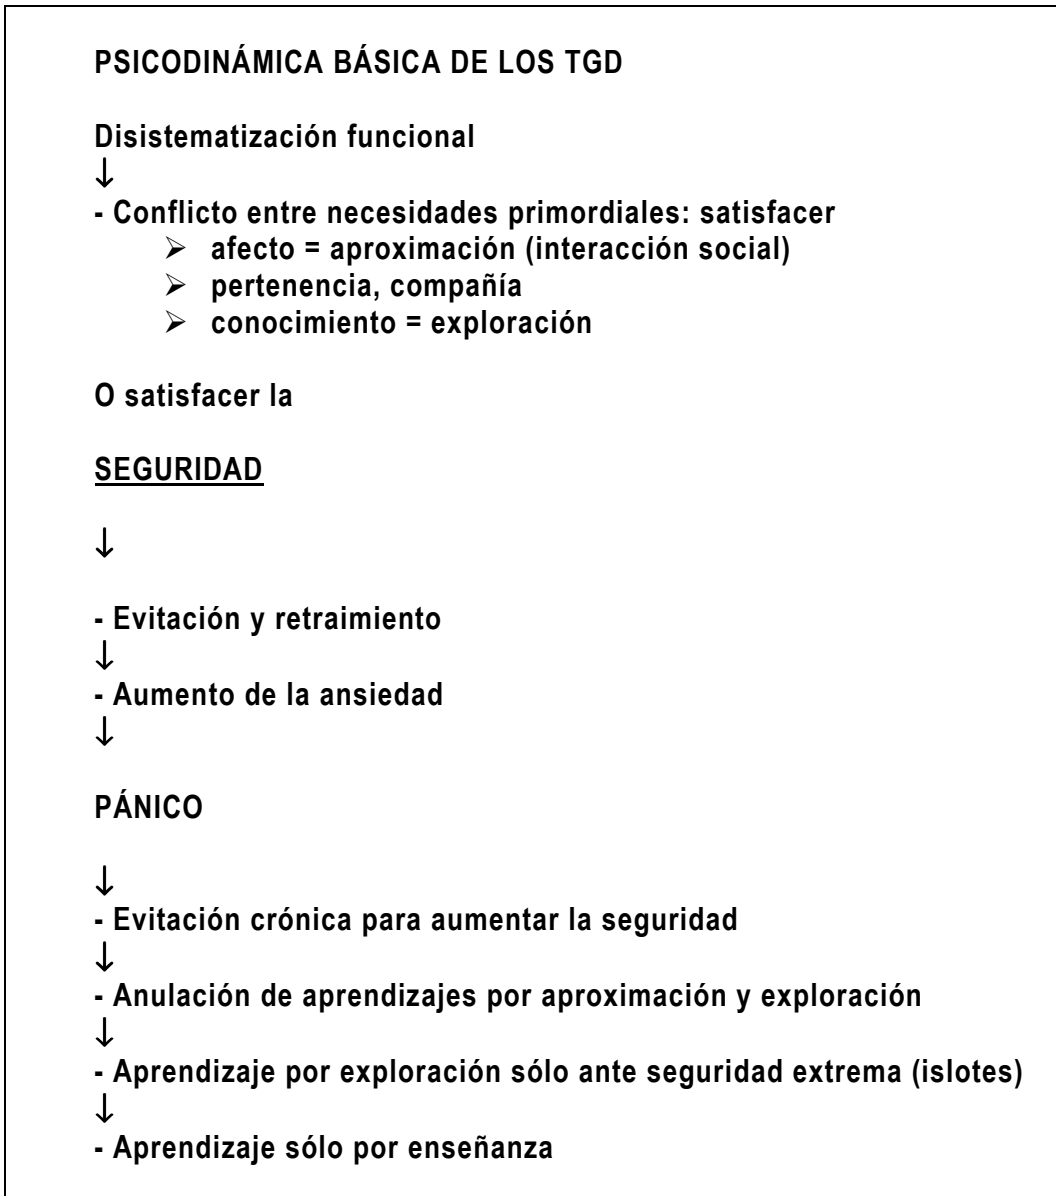 PSICODINÁMICA BÁSICA DE LOS TGD
Disistematización funcional
↓
- Conflicto entre necesidades primordiales: satisfacer
➢ afecto = aproximación (interacción social)
➢ pertenencia, compañía
➢ conocimiento = exploración
O satisfacer la
SEGURIDAD
↓
- Evitación y retraimiento
↓
- Aumento de la ansiedad
↓
PÁNICO
↓
- Evitación crónica para aumentar la seguridad
↓
- Anulación de aprendizajes por aproximación y exploración
↓
- Aprendizaje por exploración sólo ante seguridad extrema (islotes)
↓
- Aprendizaje sólo por enseñanza